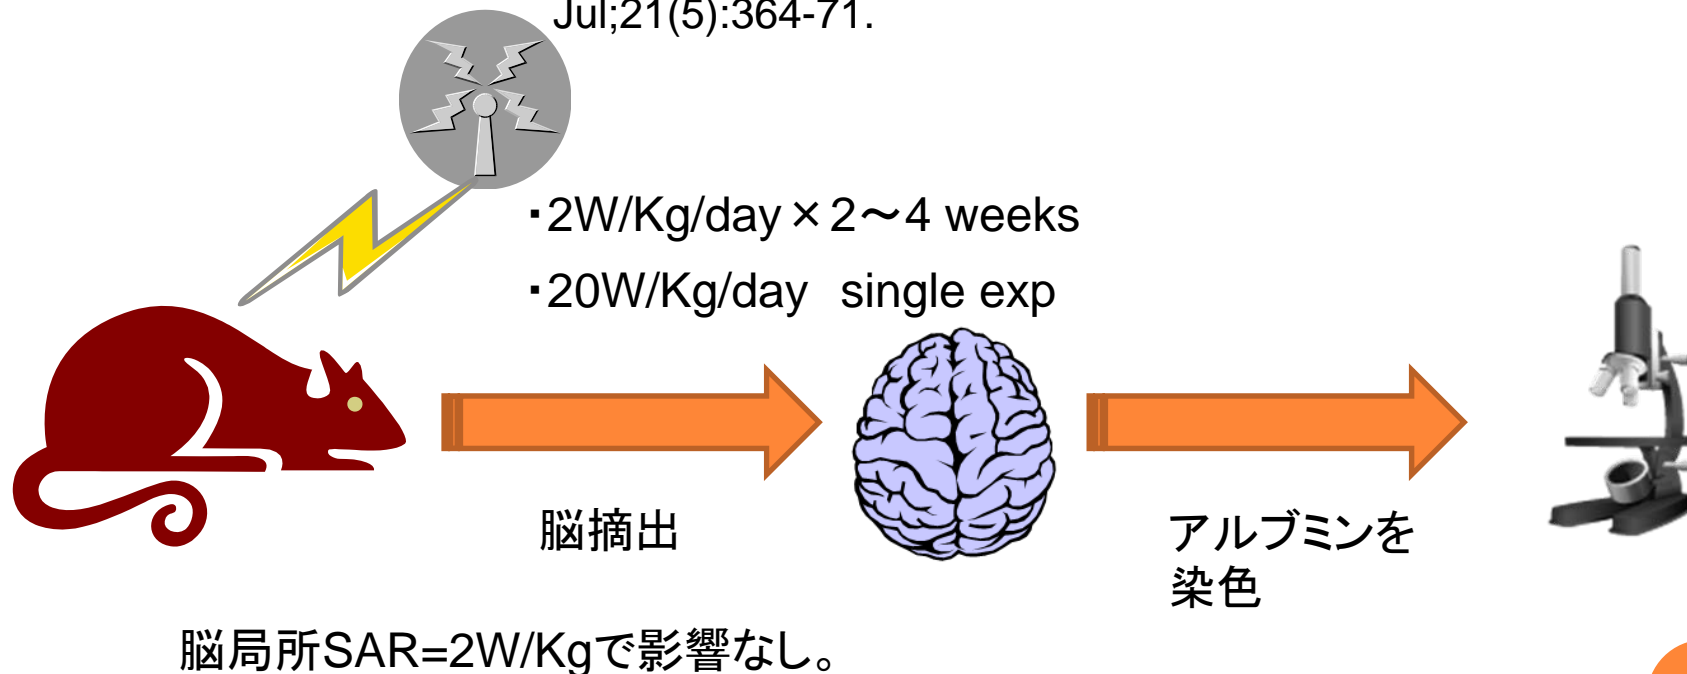 Jul;21(5):364-71.
・2W/Kg/day×2～4 weeks
・20W/Kg/day　single exp
脳摘出
アルブミンを
染色
脳局所SAR=2W/Kgで影響なし。